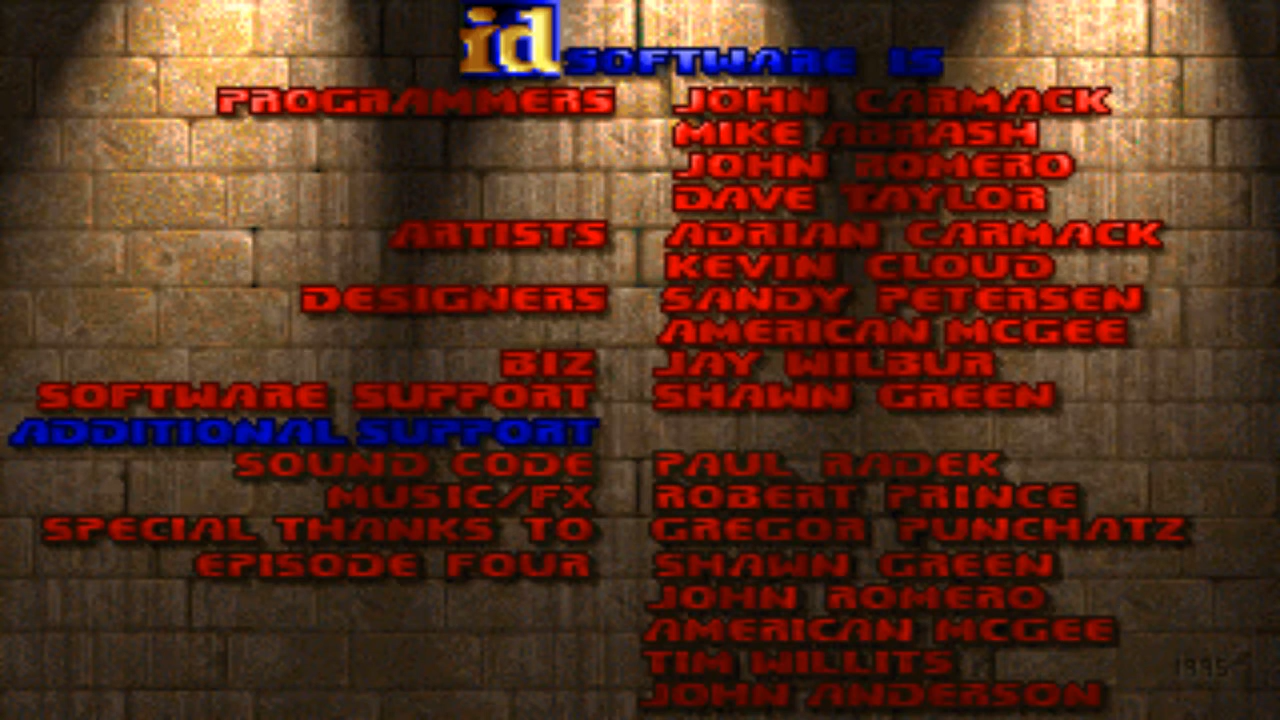 id SOFTWARE IS
PROGRAMMERS JOHN CARMACK
MIKE ABRASH
JOHN ROMERO
DAVE TAYLOR
ARTISTS ADRIAN CARMACK
KEVIN CLOUD
DESIGNERS SANDY PETERSEN
AMERICAN MCGEE
BIZ JAY WILBUR
SOFTWARE SUPPORT SHAWN GREEN
ADDITIONAL SUPPORT
SOUND CODE PAUL RADEK
MUSIC/FX ROBERT PRINCE
SPECIAL THANKS TO GREGOR PUNCHATZ
EPISODE FOUR SHAWN GREEN
JOHN ROMERO
AMERICAN MCGEE
TIM WILLITS
1995
JOHN ANDERSON